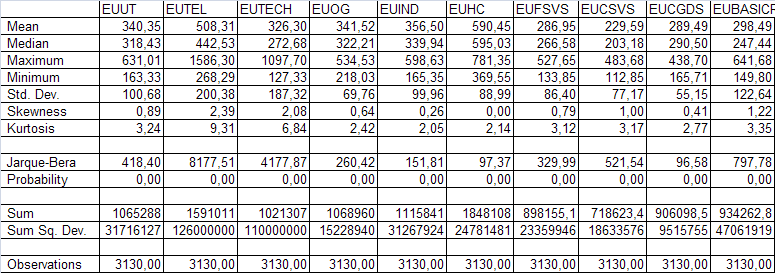 EUUT EUTEL EUTECH EUOG EUIND EUHC EUFSVS EUCSVS EUCGDS EUBASICR
Mean 340,35 508,31 326,30 341,52 356,50 590,45 286,95 229,59 289,49 298,49
Median 318,43 442,53 272,68 322,21 339,94 595,03 266,58 203,18 290,50 247,44
Maximum 631,01 1586,30 1097,70 534,53 598,63 781,35 527,65 483,68 438,70 641,68
Minimum 163,33 268,29 127,33 218,03 165,35 369,55 133,85 112,85 165,71 149,80
Std. Dev. 100,68 200,38 187,32 69,76 99,96 88,99 86,40 77,17 55,15 122,64
Skewness 0,89 2,39 2,08 0,64 0,26 0,00 0,79 1,00 0,41 1,22
Kurtosis 3,24 9,31 6,84 2,42 2,05 2,14 3,12 3,17 2,77 3,35
Jarque-Bera 418,40 8177,51 4177,87 260,42 151,81 97,37 329,99 521,54 96,58 797,78
Probability 0,00 0,00 0,00 0,00 0,00 0,00 0,00 0,00 0,00 0,00
Sum 1065288 1591011 1021307 1068960 1115841 1848108 898155,1 718623,4 906098,5 934262,8
Sum Sq. Dev. 31716127 126000000 110000000 15228940 31267924 24781481 23359946 18633576 9515755 47061919
Observations 3130,00 3130,00 3130,00 3130,00 3130,00 3130,00 3130,00 3130,00 3130,00 3130,00